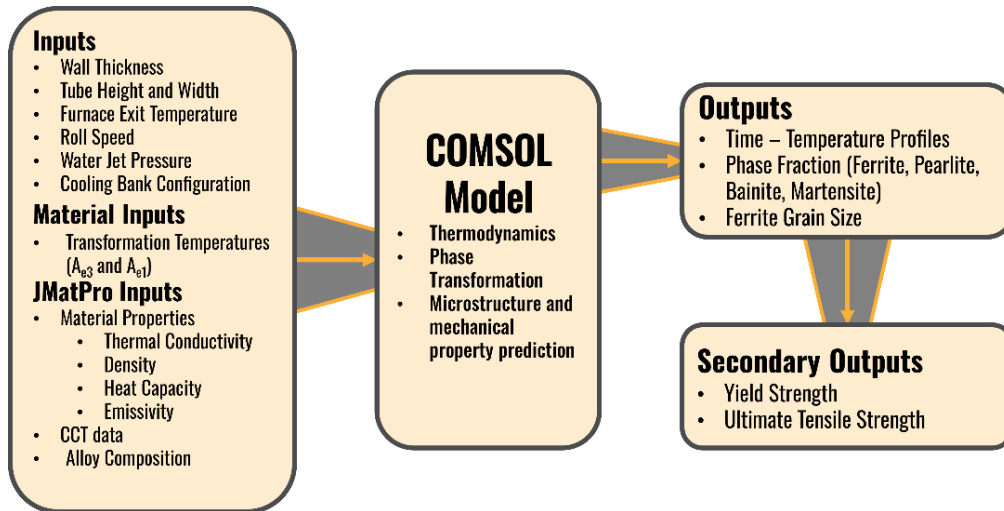 Inputs
• Wall Thickness
• Tube Height and Width
• Furnace Exit Temperature
• Roll Speed
• Water Jet Pressure
• Cooling Bank Configuration
Material Inputs
• Transformation Temperatures
(Ae3 and Ae1)
JMatPro Inputs
• Material Properties
• Thermal Conductivity
• Density
• Heat Capacity
• Emissivity
• CCT data
• Alloy Composition
COMSOL
Model
• Thermodynamics
• Phase
Transformation
• Microstructure and
mechanical
property prediction
Outputs
• Time – Temperature Profiles
• Phase Fraction (Ferrite, Pearlite,
Bainite, Martensite)
• Ferrite Grain Size
Secondary Outputs
• Yield Strength
• Ultimate Tensile Strength